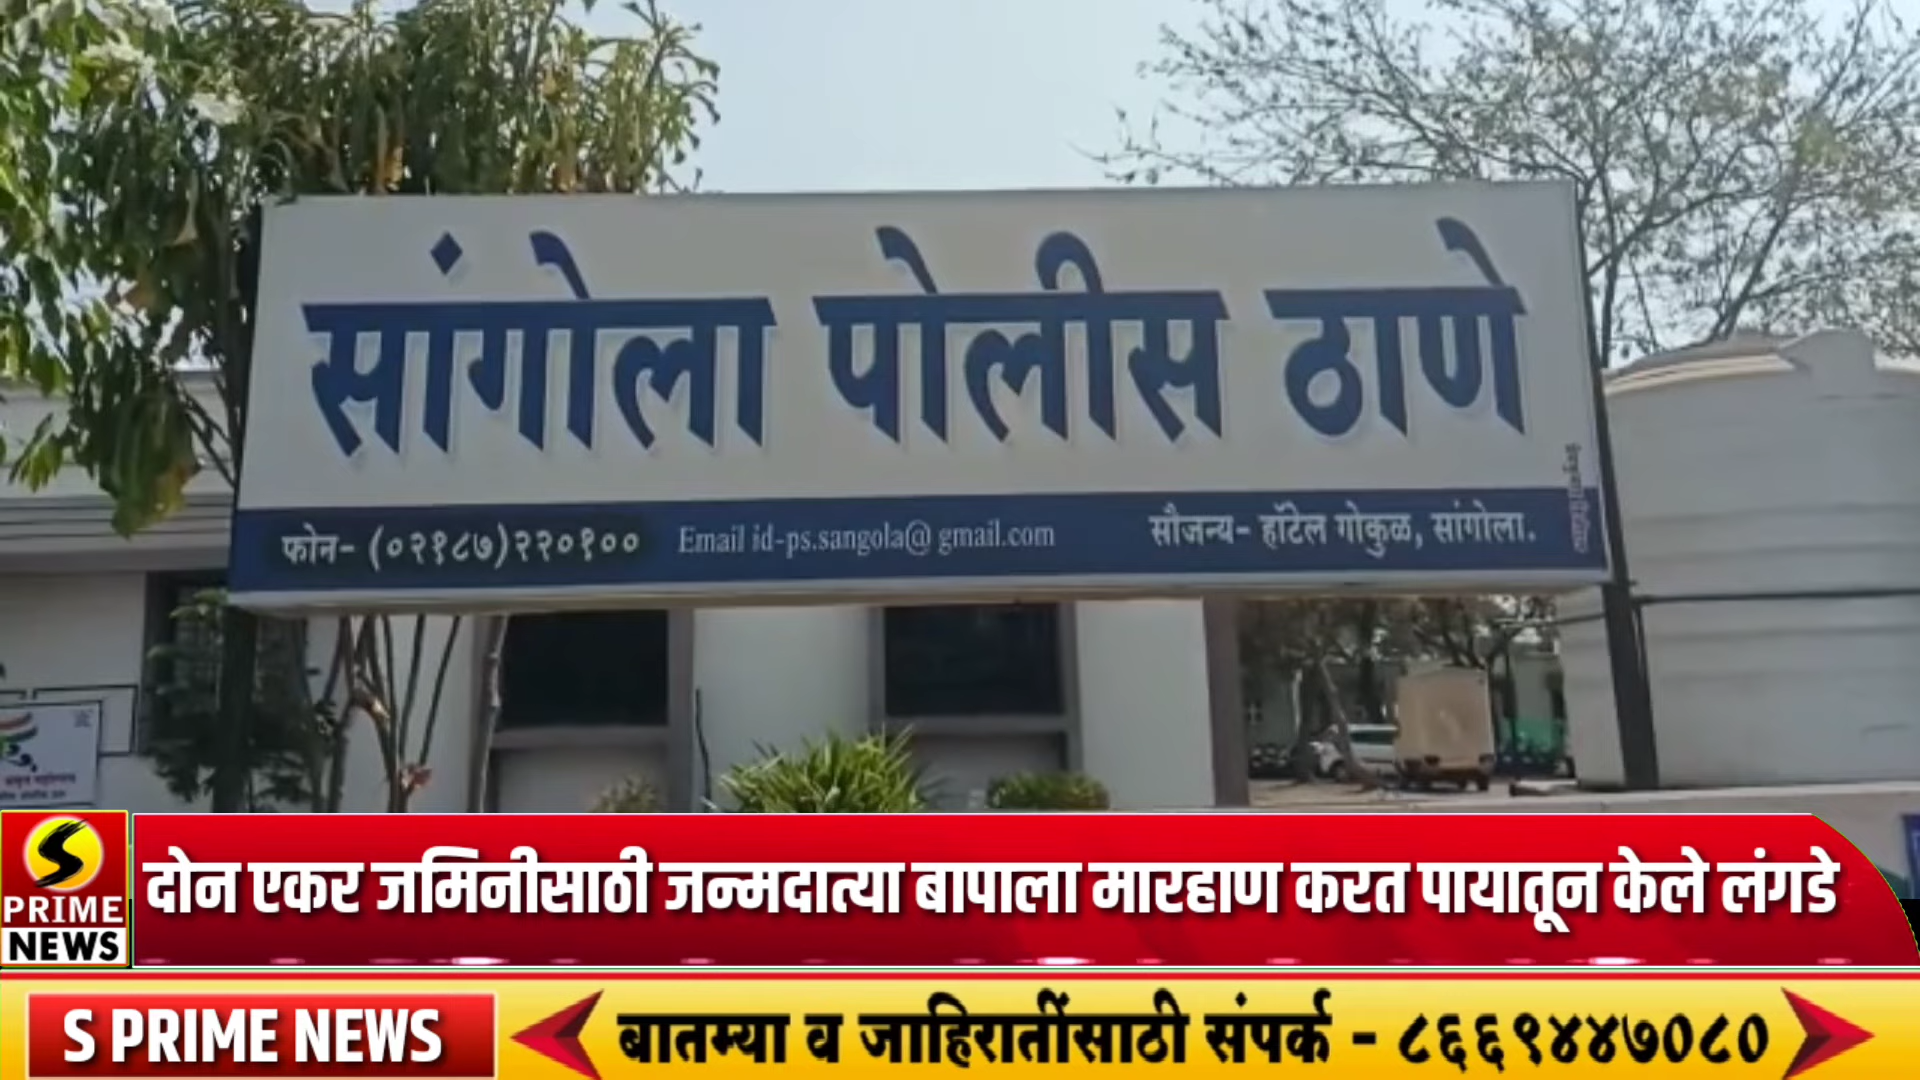 सांगोला पोलीस ठाणे
फोन- (०२१८७)२२०१०० Email id-ps.sangola@gmail.com सौजन्य- हॉटेल गोकुळ, सांगोला.
S
PRIME
NEWS
दोन एकर जमिनीसाठी जन्मदात्या बापाला मारहाण करत पायातून केले लंगडे
S PRIME NEWS
बातम्या व जाहिरातींसाठी संपर्क - ८६६९४४७०८०